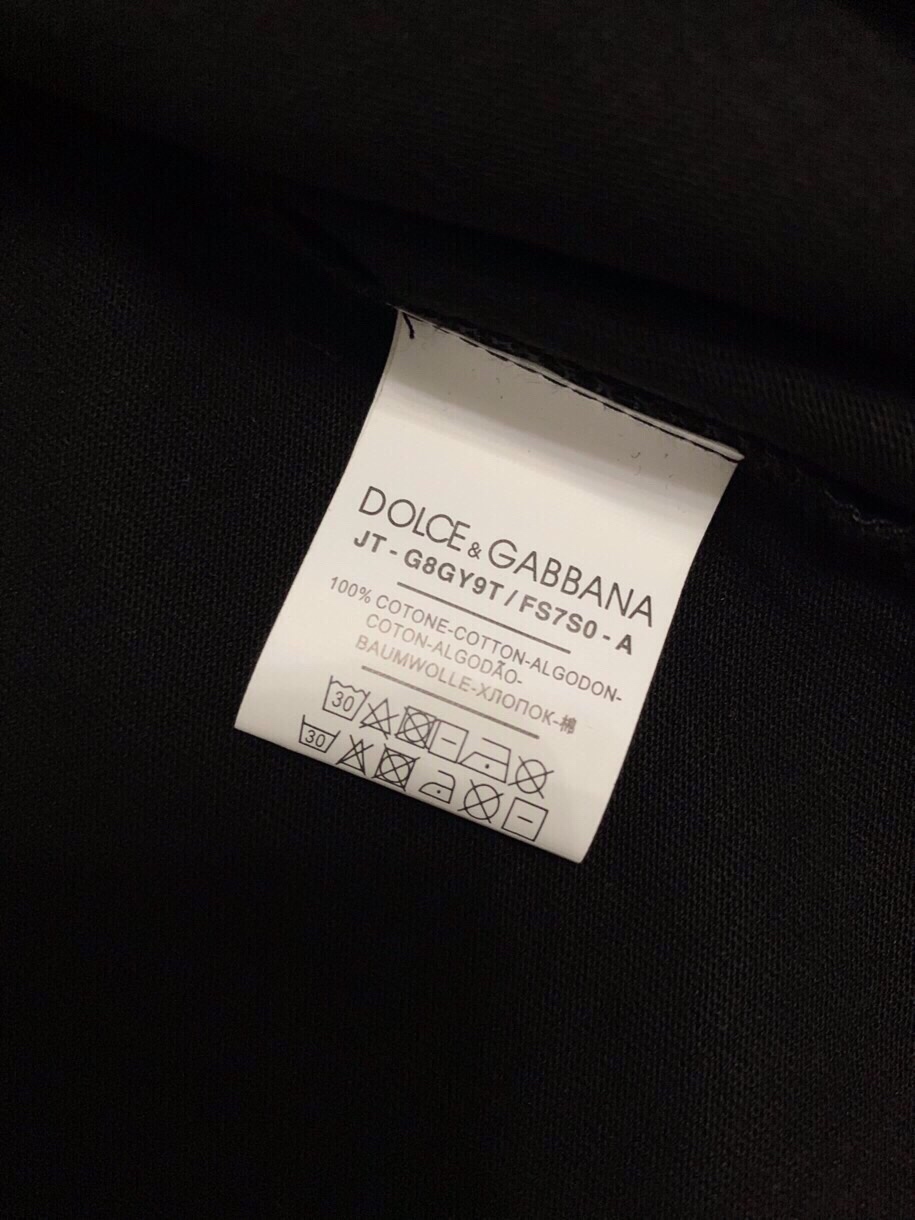 DOLCE & GABBANA
JT - G8GY9T / FS7S0 - A
100% COTONE-COTTON-ALGODON-
COTON-ALGODÃO-
BAUMWOLLE-ХЛОПОК-棉
30
30